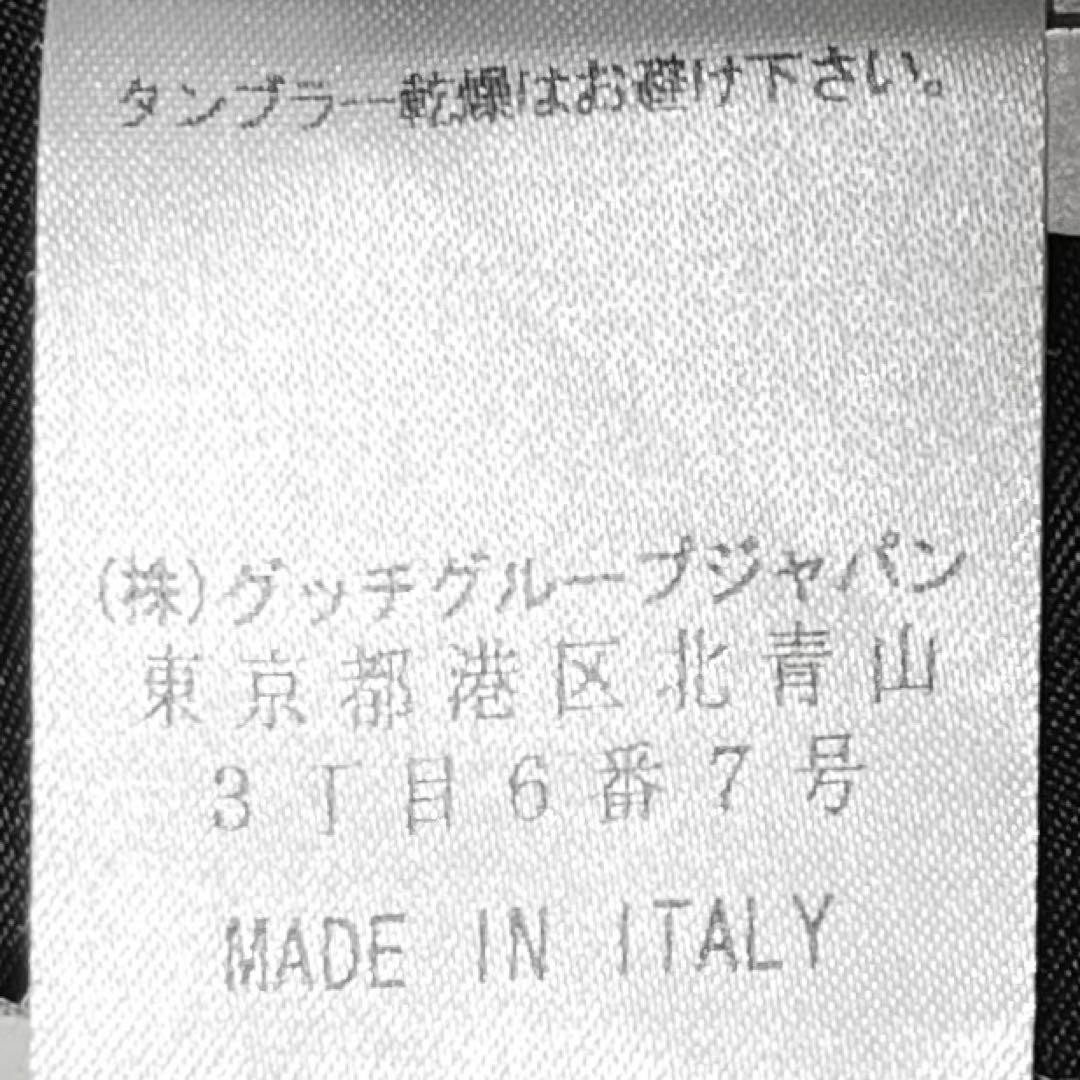 タンブラー乾燥はお避け下さい。
(株)グッチグループジャパン
東京都港区北青山
3丁目6番7号
MADE IN ITALY